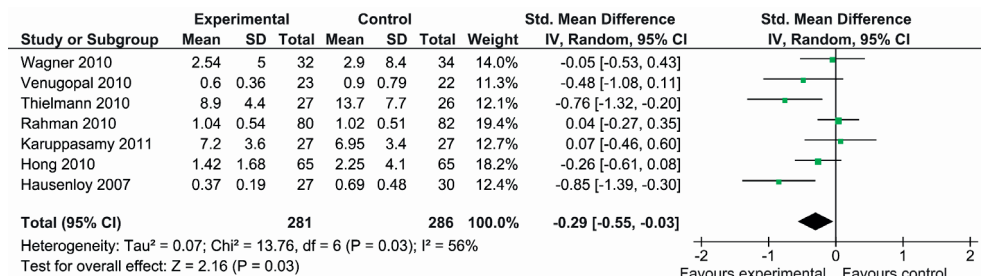 Experimental Control Std. Mean Difference Std. Mean Difference
Study or Subgroup Mean SD Total Mean SD Total Weight IV, Random, 95% CI IV, Random, 95% CI
Wagner 2010 2.54 5 32 2.9 8.4 34 14.0% -0.05 [-0.53, 0.43]
Venugopal 2010 0.6 0.36 23 0.9 0.79 22 11.3% -0.48 [-1.08, 0.11]
Thielmann 2010 8.9 4.4 27 13.7 7.7 26 12.1% -0.76 [-1.32, -0.20]
Rahman 2010 1.04 0.54 80 1.02 0.51 82 19.4% 0.04 [-0.27, 0.35]
Karuppasamy 2011 7.2 3.6 27 6.95 3.4 27 12.7% 0.07 [-0.46, 0.60]
Hong 2010 1.42 1.68 65 2.25 4.1 65 18.2% -0.26 [-0.61, 0.08]
Hausenloy 2007 0.37 0.19 27 0.69 0.48 30 12.4% -0.85 [-1.39, -0.30]
Total (95% CI) 281 286 100.0% -0.29 [-0.55, -0.03]
Heterogeneity: Tau² = 0.07; Chi² = 13.76, df = 6 (P = 0.03); I² = 56%
Test for overall effect: Z = 2.16 (P = 0.03)
-2 -1 0 1 2
Favours experimental Favours control